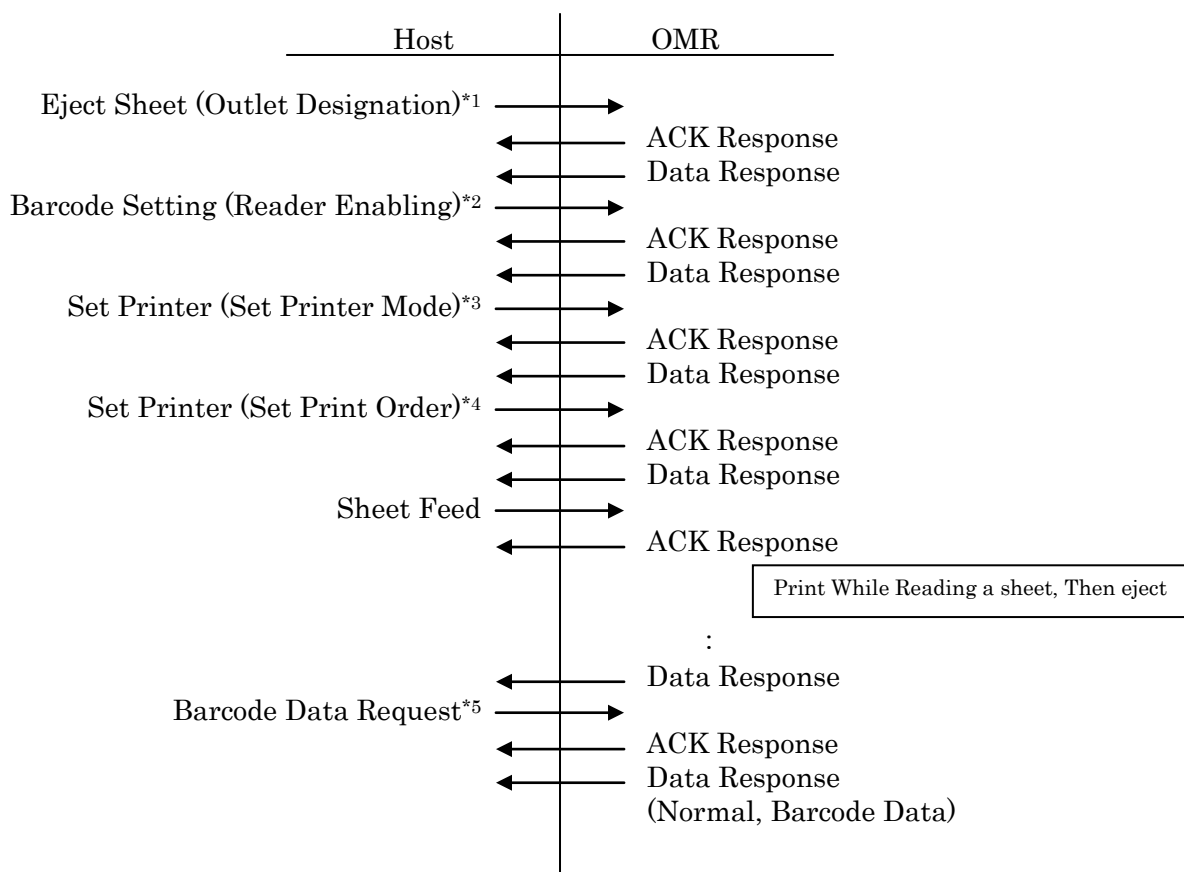 Host OMR
Eject Sheet (Outlet Designation)*1
ACK Response
Data Response
Barcode Setting (Reader Enabling)*2
ACK Response
Data Response
Set Printer (Set Printer Mode)*3
ACK Response
Data Response
Set Printer (Set Print Order)*4
ACK Response
Data Response
Sheet Feed
ACK Response
Print While Reading a sheet, Then eject
:
Data Response
Barcode Data Request*5
ACK Response
Data Response
(Normal, Barcode Data)